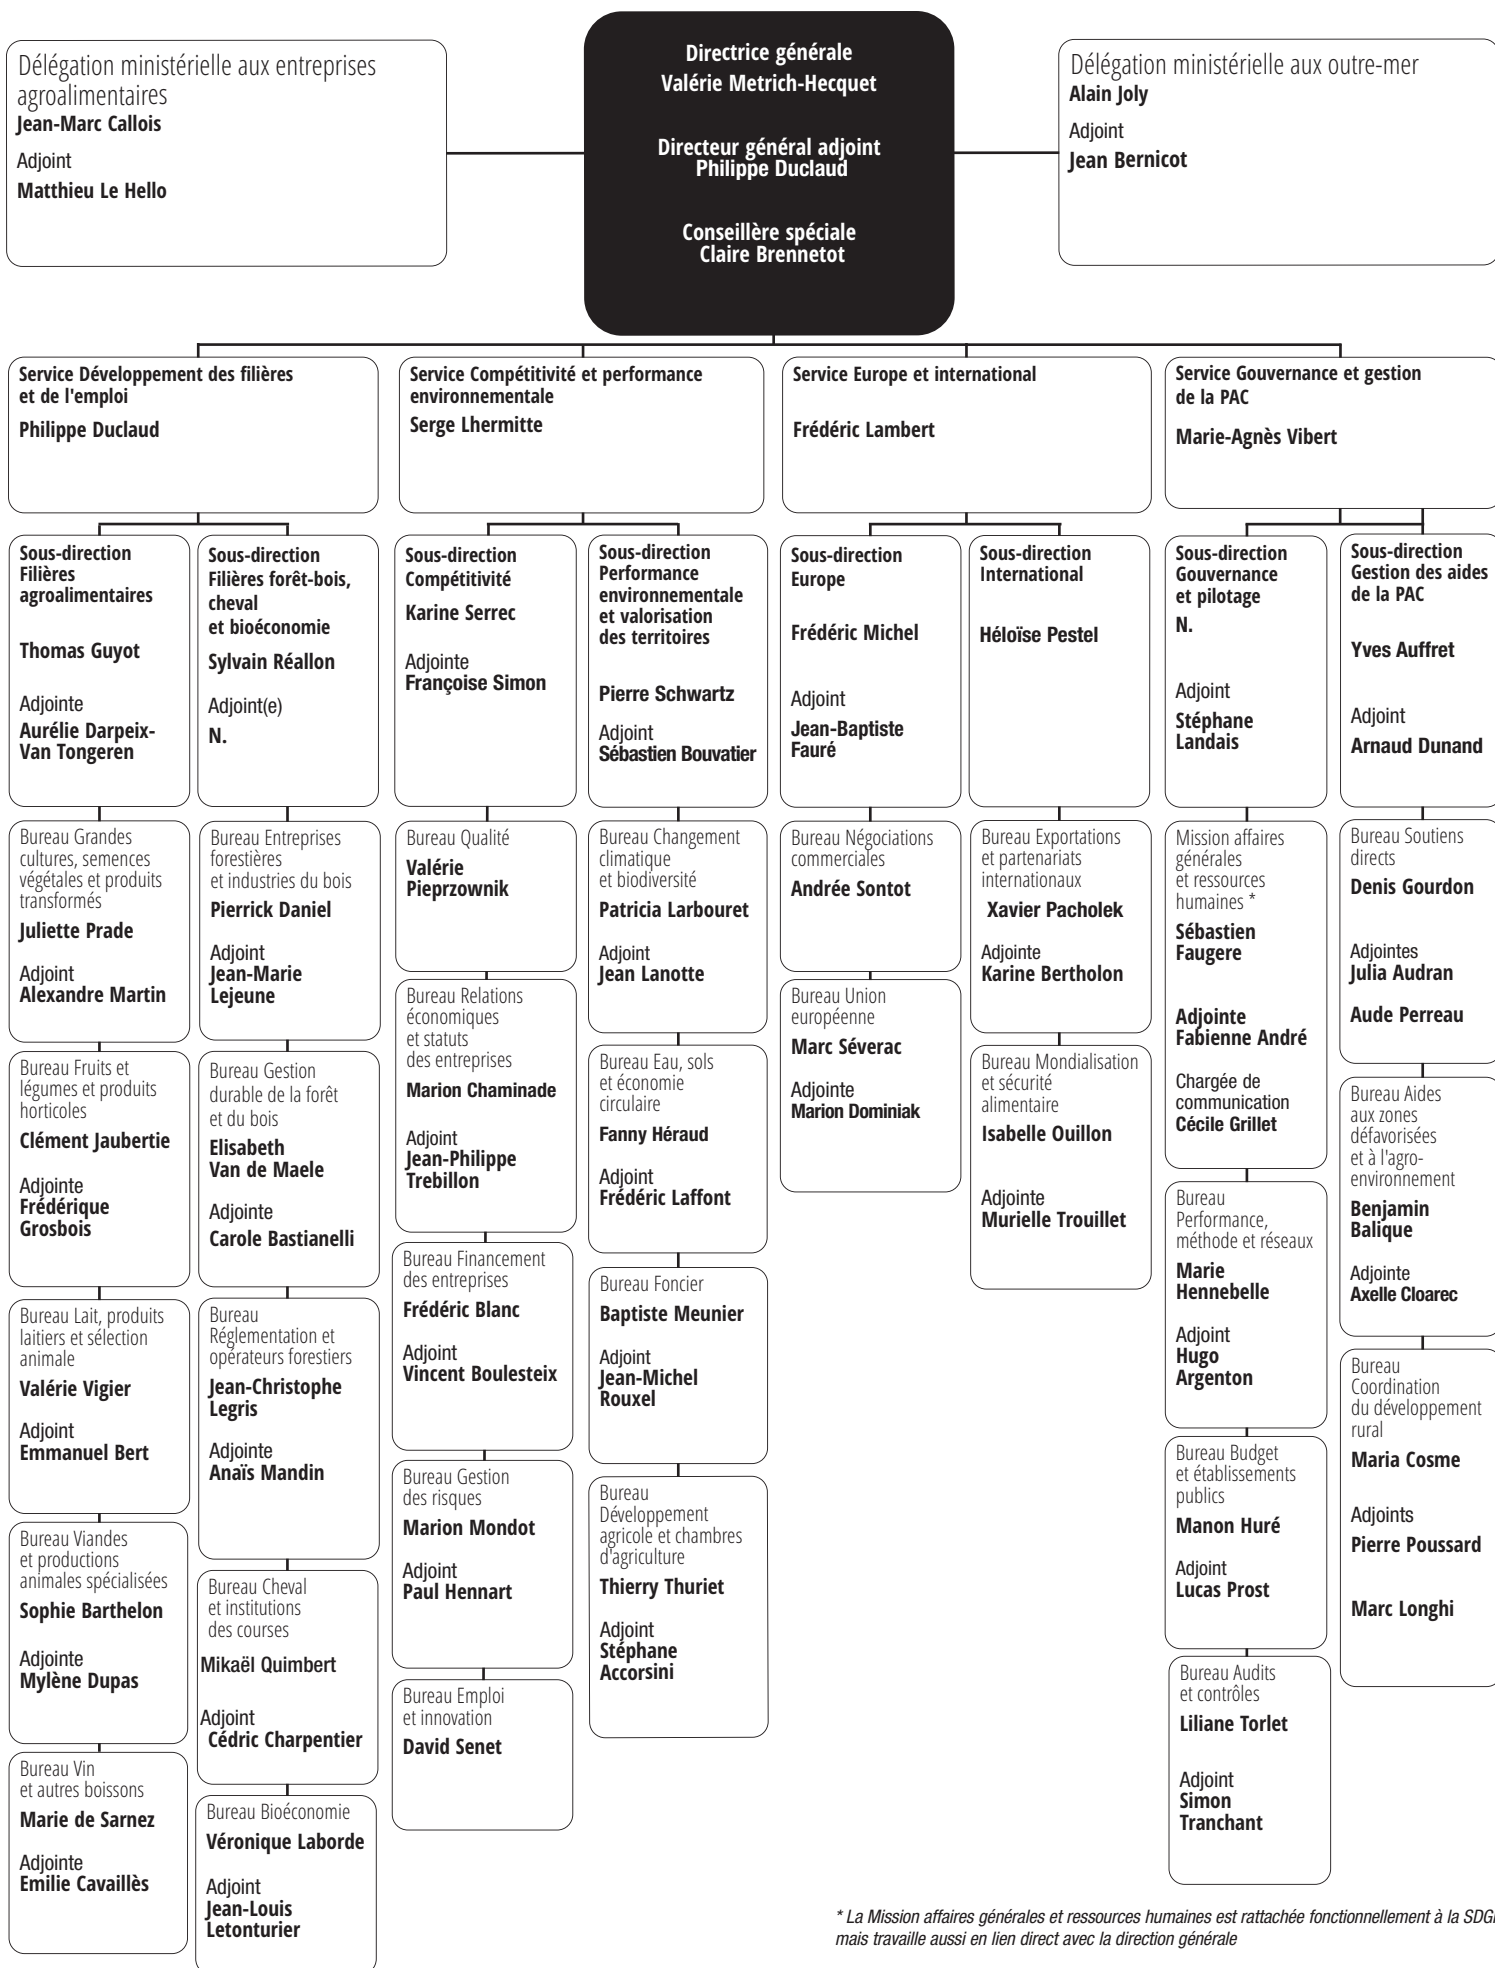 Délégation ministérielle aux entreprises
agroalimentaires
Jean-Marc Callois
Adjoint
Matthieu Le Hello
Directrice générale
Valérie Metrich-Hecquet
Directeur général adjoint
Philippe Duclaud
Conseillère spéciale
Claire Brennetot
Délégation ministérielle aux outre-mer
Alain Joly
Adjoint
Jean Bernicot
Service Développement des filières
et de l'emploi
Philippe Duclaud
Service Compétitivité et performance
environnementale
Serge Lhermitte
Service Europe et international
Frédéric Lambert
Service Gouvernance et gestion
de la PAC
Marie-Agnès Vibert
Sous-direction
Filières
agroalimentaires
Thomas Guyot
Adjointe
Aurélie Darpeix-
Van Tongeren
Sous-direction
Filières forêt-bois,
cheval
et bioéconomie
Sylvain Réallon
Adjoint(e)
N.
Sous-direction
Compétitivité
Karine Serrec
Adjointe
Françoise Simon
Sous-direction
Performance
environnementale
et valorisation
des territoires
Pierre Schwartz
Adjoint
Sébastien Bouvatier
Sous-direction
Europe
Frédéric Michel
Adjoint
Jean-Baptiste
Fauré
Sous-direction
International
Héloïse Pestel
Sous-direction
Gouvernance
et pilotage
N.
Adjoint
Stéphane
Landais
Sous-direction
Gestion des aides
de la PAC
Yves Auffret
Adjoint
Arnaud Dunand
Bureau Grandes
cultures, semences
végétales et produits
transformés
Juliette Prade
Adjoint
Alexandre Martin
Bureau Fruits et
légumes et produits
horticoles
Clément Jaubertie
Adjointe
Frédérique
Grosbois
Bureau Lait, produits
laitiers et sélection
animale
Valérie Vigier
Adjoint
Emmanuel Bert
Bureau Viandes
et productions
animales spécialisées
Sophie Barthelon
Adjointe
Mylène Dupas
Bureau Vin
et autres boissons
Marie de Sarnez
Adjointe
Emilie Cavaillès
Bureau Entreprises
forestières
et industries du bois
Pierrick Daniel
Adjoint
Jean-Marie
Lejeune
Bureau Gestion
durable de la forêt
et du bois
Elisabeth
Van de Maele
Adjointe
Carole Bastianelli
Bureau
Réglementation et
opérateurs forestiers
Jean-Christophe
Legris
Adjointe
Anaïs Mandin
Bureau Cheval
et institutions
des courses
Mikaël Quimbert
Adjoint
Cédric Charpentier
Bureau Bioéconomie
Véronique Laborde
Adjoint
Jean-Louis
Letonturier
Bureau Qualité
Valérie
Pieprzownik
Bureau Relations
économiques
et statuts
des entreprises
Marion Chaminade
Adjoint
Jean-Philippe
Trebillon
Bureau Financement
des entreprises
Frédéric Blanc
Adjoint
Vincent Boulesteix
Bureau Gestion
des risques
Marion Mondot
Adjoint
Paul Hennart
Bureau Emploi
et innovation
David Senet
Bureau Changement
climatique
et biodiversité
Patricia Larbouret
Adjoint
Jean Lanotte
Bureau Eau, sols
et économie
circulaire
Fanny Héraud
Adjoint
Frédéric Laffont
Bureau Foncier
Baptiste Meunier
Adjoint
Jean-Michel
Rouxel
Bureau
Développement
agricole et chambres
d'agriculture
Thierry Thuriet
Adjoint
Stéphane
Accorsini
Bureau Négociations
commerciales
Andrée Sontot
Bureau Union
européenne
Marc Séverac
Adjointe
Marion Dominiak
Bureau Exportations
et partenariats
internationaux
Xavier Pacholek
Adjointe
Karine Bertholon
Bureau Mondialisation
et sécurité
alimentaire
Isabelle Ouillon
Adjointe
Murielle Trouillet
Mission affaires
générales
et ressources
humaines *
Sébastien
Faugere
Adjointe
Fabienne André
Chargée de
communication
Cécile Grillet
Bureau
Performance,
méthode et réseaux
Marie
Hennebelle
Adjoint
Hugo
Argenton
Bureau Budget
et établissements
publics
Manon Huré
Adjoint
Lucas Prost
Bureau Audits
et contrôles
Liliane Torlet
Adjoint
Simon
Tranchant
Bureau Soutiens
directs
Denis Gourdon
Adjointes
Julia Audran
Aude Perreau
Bureau Aides
aux zones
défavorisées
et à l'agro-
environnement
Benjamin
Balique
Adjointe
Axelle Cloarec
Bureau
Coordination
du développement
rural
Maria Cosme
Adjoints
Pierre Poussard
Marc Longhi
* La Mission affaires générales et ressources humaines est rattachée fonctionnellement à la
mais travaille aussi en lien direct avec la direction générale